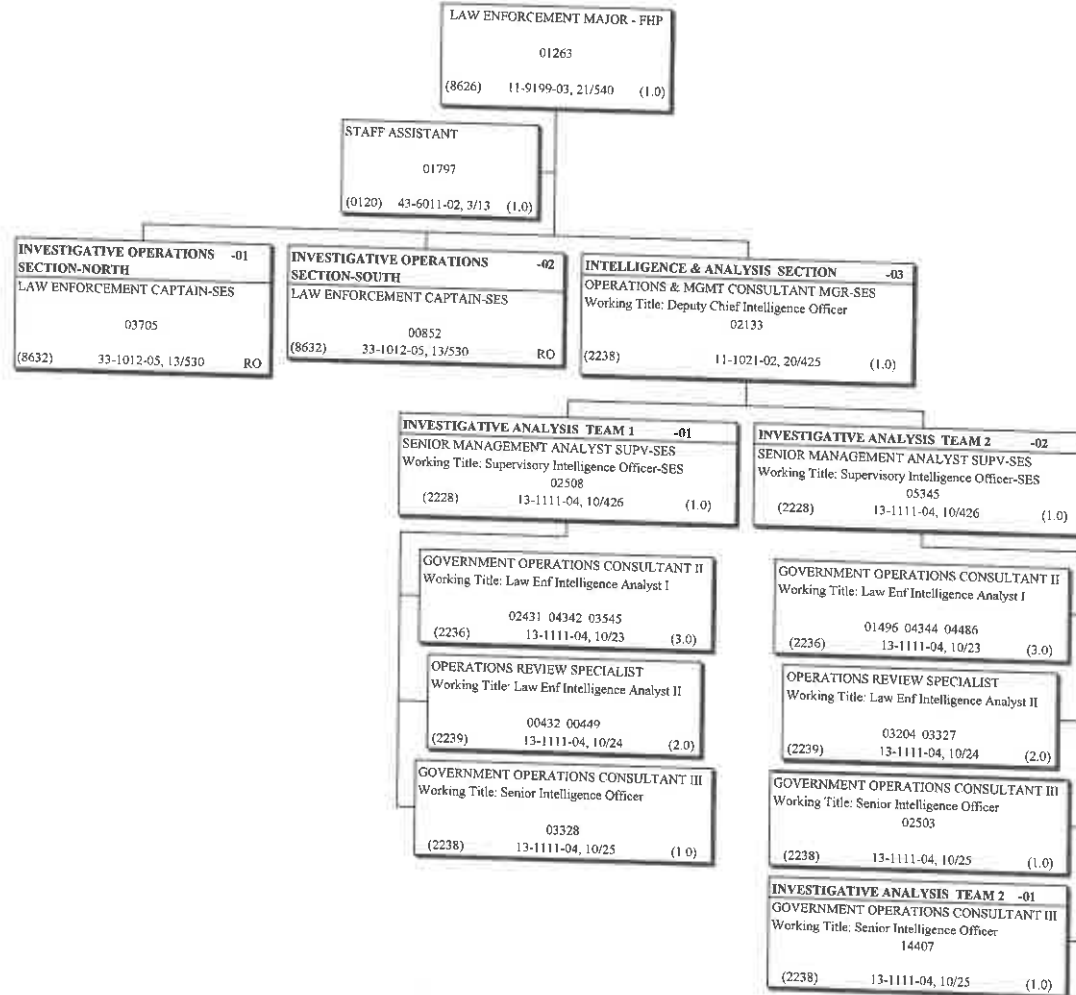 LAW ENFORCEMENT MAJOR - FHP
01263
(8626) 11-9199-03, 21/540 (1.0)
STAFF ASSISTANT
01797
(0120) 43-6011-02, 3/13 (1.0)
INVESTIGATIVE OPERATIONS -01
SECTION-NORTH
LAW ENFORCEMENT CAPTAIN-SES
03705
(8632) 33-1012-05, 13/530 RO
INVESTIGATIVE OPERATIONS -02
SECTION-SOUTH
LAW ENFORCEMENT CAPTAIN-SES
00852
(8632) 33-1012-05, 13/530 RO
INTELLIGENCE & ANALYSIS SECTION -03
OPERATIONS & MGMT CONSULTANT MGR-SES
Working Title: Deputy Chief Intelligence Officer
02133
(2238) 11-1021-02, 20/425 (1.0)
INVESTIGATIVE ANALYSIS TEAM 1 -01
SENIOR MANAGEMENT ANALYST SUPV-SES
Working Title: Supervisory Intelligence Officer-SES
02508
(2228) 13-1111-04, 10/426 (1.0)
GOVERNMENT OPERATIONS CONSULTANT II
Working Title: Law Enf Intelligence Analyst I
02431 04342 03545
(2236) 13-1111-04, 10/23 (3.0)
OPERATIONS REVIEW SPECIALIST
Working Title: Law Enf Intelligence Analyst II
00432 00449
(2239) 13-1111-04, 10/24 (2.0)
GOVERNMENT OPERATIONS CONSULTANT III
Working Title: Senior Intelligence Officer
03328
(2238) 13-1111-04, 10/25 (1.0)
INVESTIGATIVE ANALYSIS TEAM 2 -02
SENIOR MANAGEMENT ANALYST SUPV-SES
Working Title: Supervisory Intelligence Officer-SES
05345
(2228) 13-1111-04, 10/426 (1.0)
GOVERNMENT OPERATIONS CONSULTANT II
Working Title: Law Enf Intelligence Analyst I
01496 04344 04486
(2236) 13-1111-04, 10/23 (3.0)
OPERATIONS REVIEW SPECIALIST
Working Title: Law Enf Intelligence Analyst II
03204 03327
(2239) 13-1111-04, 10/24 (2.0)
GOVERNMENT OPERATIONS CONSULTANT III
Working Title: Senior Intelligence Officer
02503
(2238) 13-1111-04, 10/25 (1.0)
INVESTIGATIVE ANALYSIS TEAM 2 -01
GOVERNMENT OPERATIONS CONSULTANT III
Working Title: Senior Intelligence Officer
14407
(2238) 13-1111-04, 10/25 (1.0)